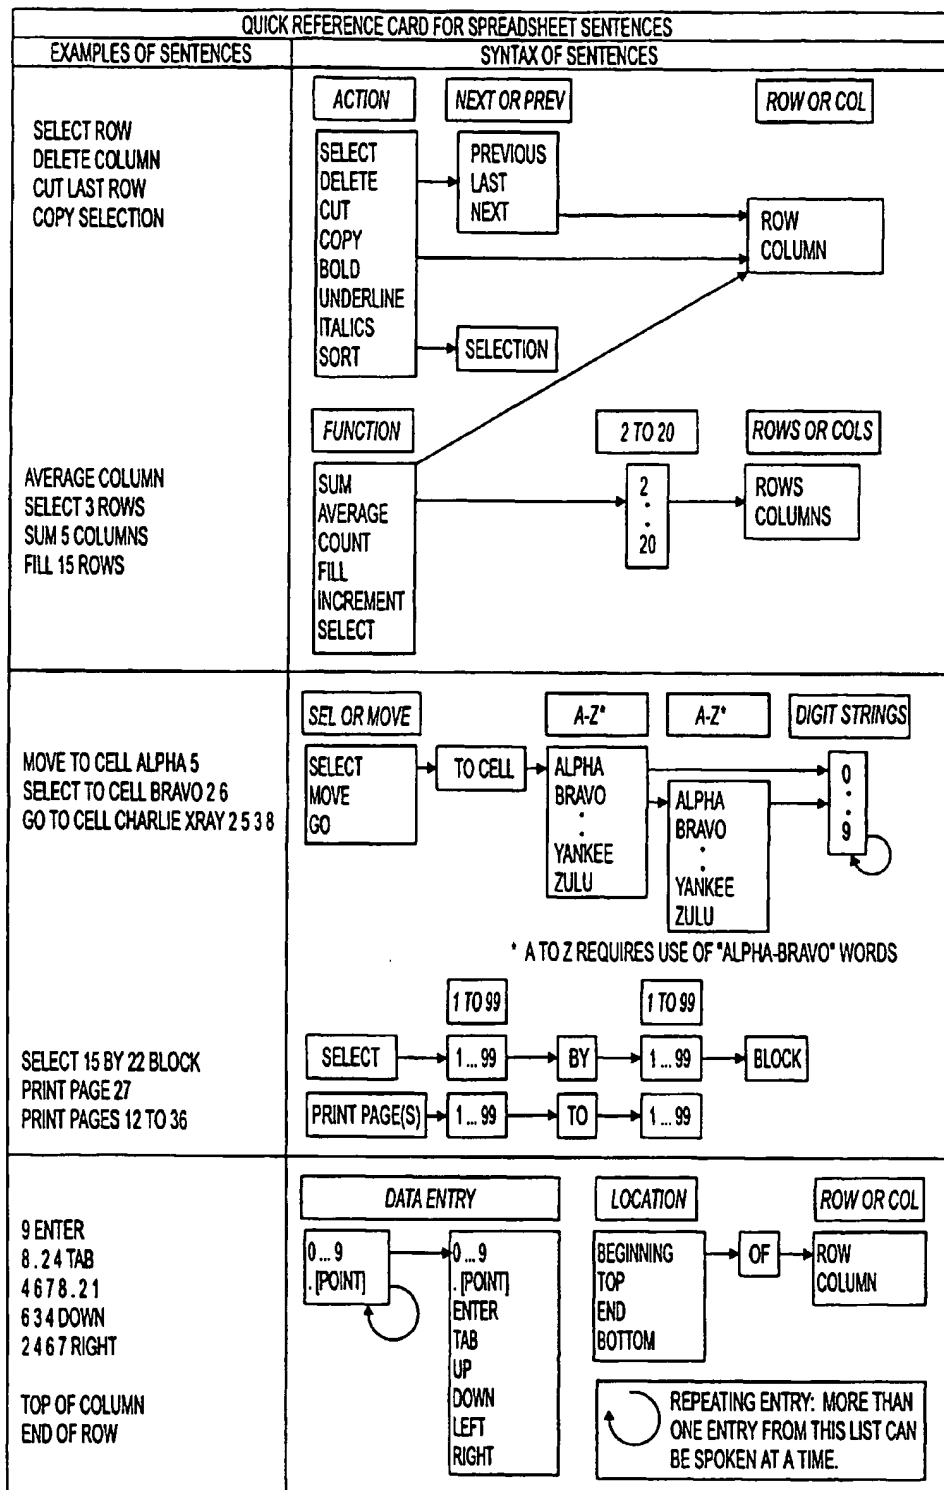 QUICK REFERENCE CARD FOR SPREADSHEET SENTENCES
EXAMPLES OF SENTENCES
SYNTAX OF SENTENCES
SELECT ROW
DELETE COLUMN
CUT LAST ROW
COPY SELECTION
ACTION
NEXT OR PREV
ROW OR COL
SELECT
DELETE
CUT
COPY
BOLD
UNDERLINE
ITALICS
SORT
PREVIOUS
LAST
NEXT
ROW
COLUMN
SELECTION
AVERAGE COLUMN
SELECT 3 ROWS
SUM 5 COLUMNS
FILL 15 ROWS
FUNCTION
2 TO 20
ROWS OR COLS
SUM
AVERAGE
COUNT
FILL
INCREMENT
SELECT
2
.
.
20
ROWS
COLUMNS
MOVE TO CELL ALPHA 5
SELECT TO CELL BRAVO 2 6
GO TO CELL CHARLIE XRAY 2 5 3 8
SEL OR MOVE
A-Z*
A-Z*
DIGIT STRINGS
SELECT
MOVE
GO
TO CELL
ALPHA
BRAVO
.
.
YANKEE
ZULU
ALPHA
BRAVO
.
.
YANKEE
ZULU
0
.
.
9
* A TO Z REQUIRES USE OF "ALPHA-BRAVO" WORDS
SELECT 15 BY 22 BLOCK
PRINT PAGE 27
PRINT PAGES 12 TO 36
1 TO 99
1 TO 99
SELECT
1 ... 99
BY
1 ... 99
BLOCK
PRINT PAGE(S)
1 ... 99
TO
1 ... 99
9 ENTER
8 . 2 4 TAB
4 6 7 8 . 2 1
6 3 4 DOWN
2 4 6 7 RIGHT
TOP OF COLUMN
END OF ROW
DATA ENTRY
LOCATION
ROW OR COL
0 ... 9
. [POINT]
0 ... 9
. [POINT]
ENTER
TAB
UP
DOWN
LEFT
RIGHT
BEGINNING
TOP
END
BOTTOM
OF
ROW
COLUMN
REPEATING ENTRY: MORE THAN
ONE ENTRY FROM THIS LIST CAN
BE SPOKEN AT A TIME.